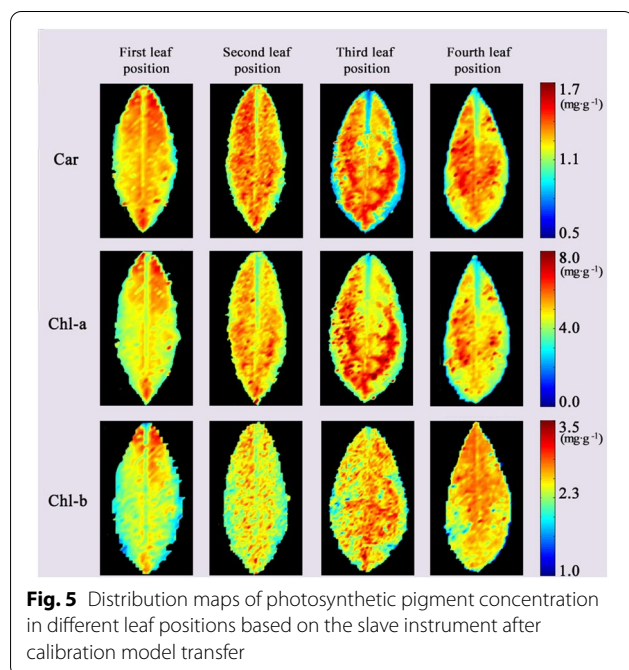 First leaf position
Second leaf position
Third leaf position
Fourth leaf position
Car
1.7
(mg·g⁻¹)
1.1
0.5
Chl-a
8.0
(mg·g⁻¹)
4.0
0.0
Chl-b
3.5
(mg·g⁻¹)
2.3
1.0
Fig. 5 Distribution maps of photosynthetic pigment concentration
in different leaf positions based on the slave instrument after
calibration model transfer